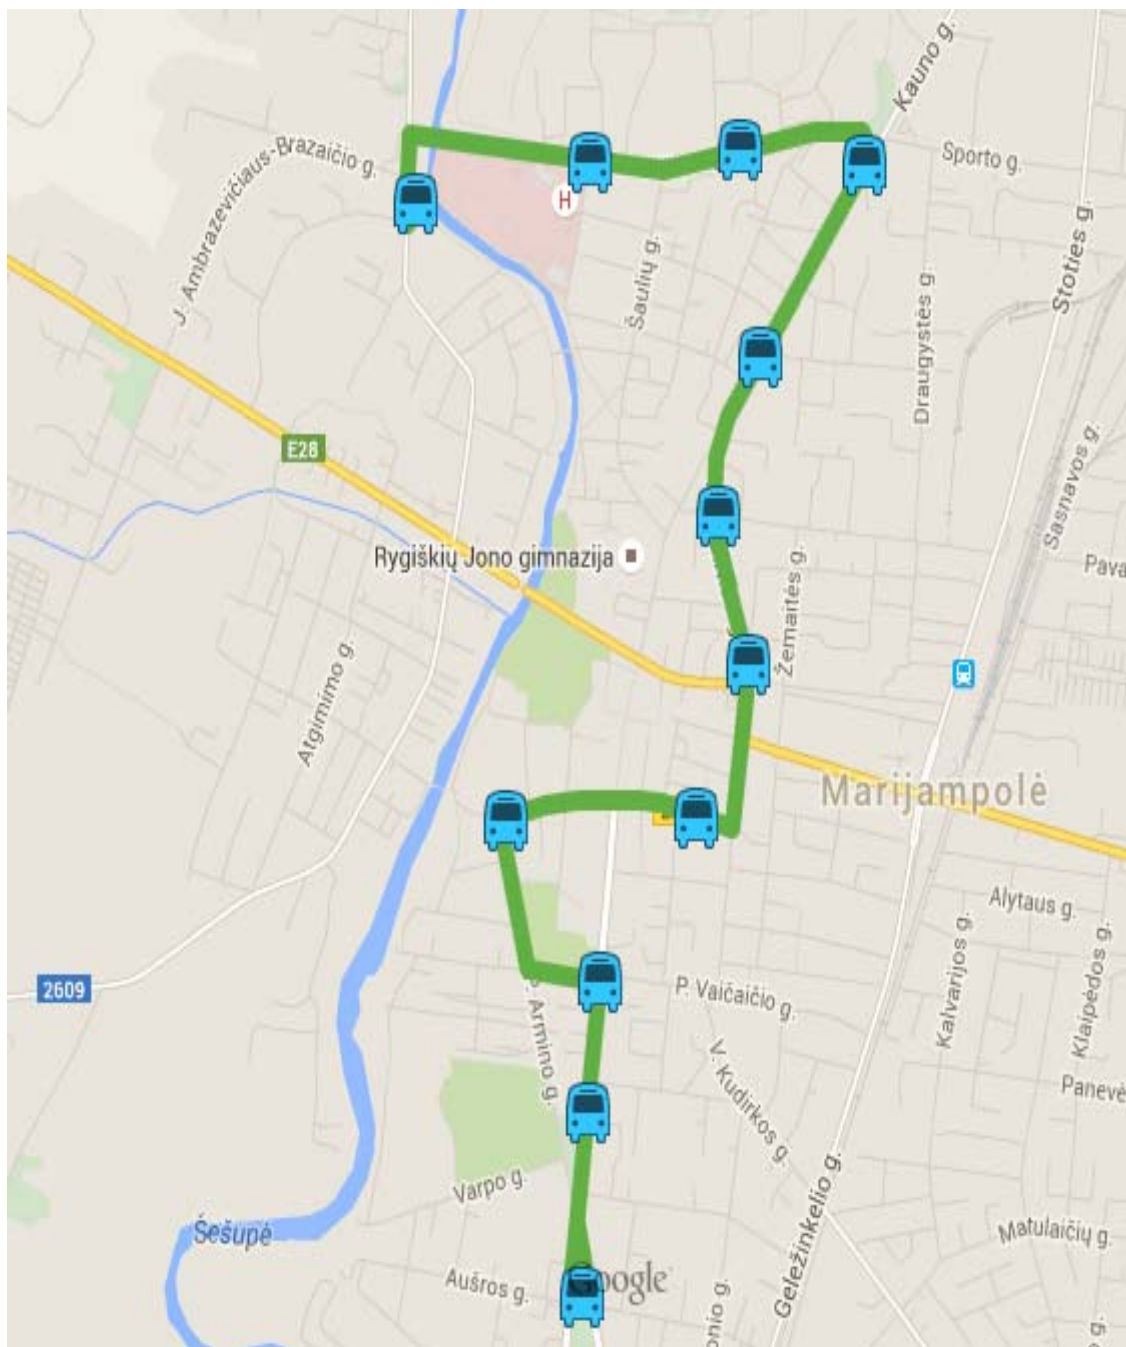 Kauno g.
J. Ambrazevičiaus-Brazaičio g.
Sporto g.
H
Šaulių g.
Stoties g.
Draugystės g.
E28
Sasnavos g.
Rygiškių Jono gimnazija
Žemaitės g.
Pava
Atgimimo g.
Marijampolė
Alytaus g.
2609
P. Vaičaičio g.
Kalvarijos g.
Klaipėdos g.
P. Armino g.
V. Kudirkos g.
Panevė
Varpo g.
Geležinkelio g.
Šešupė
Matulaičių g.
Aušros g.
Google
onio g.
g.